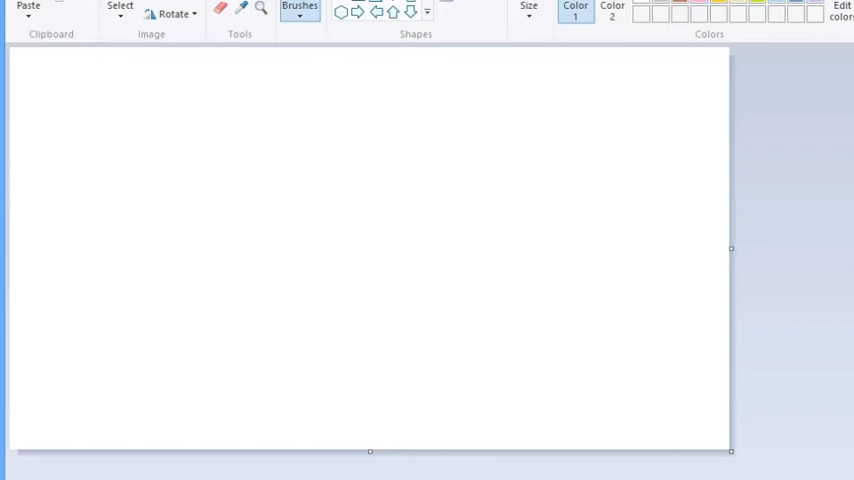 Paste
Select
Rotate
Brushes
Size
Color
1
Color
2
Edit
colors
Clipboard
Image
Tools
Shapes
Colors